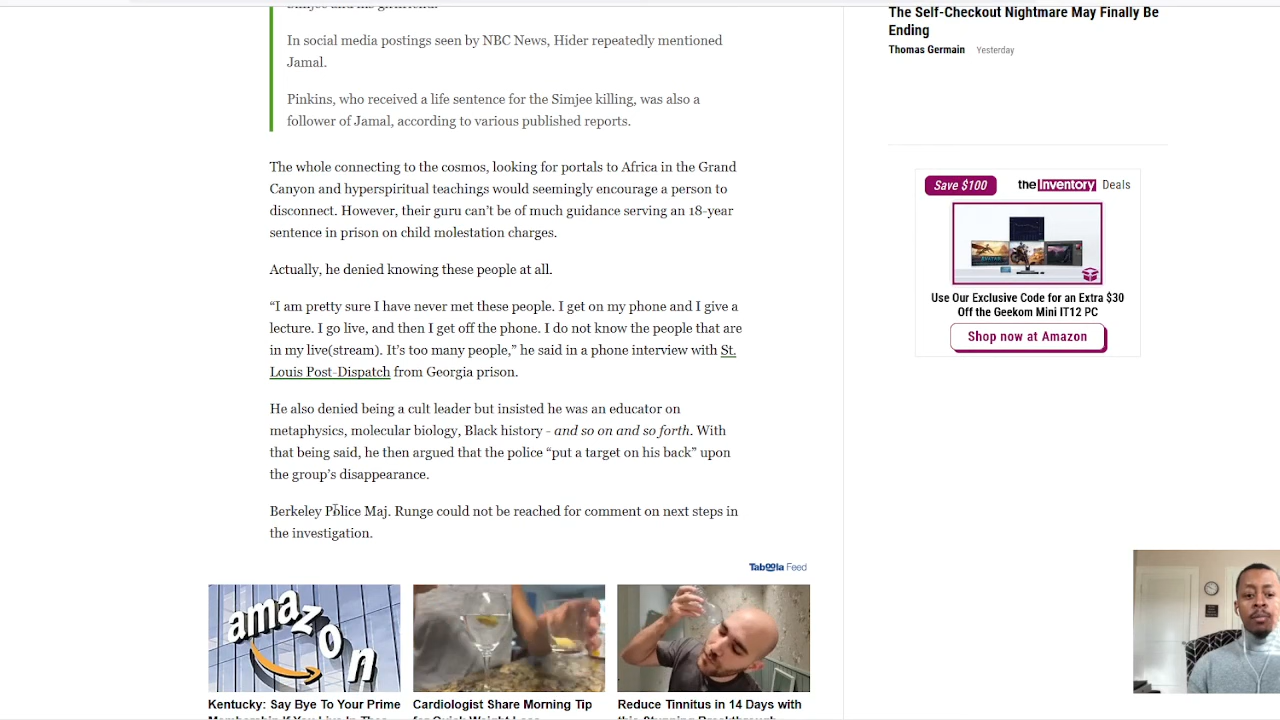 In social media postings seen by NBC News, Hider repeatedly mentioned
Jamal.
Pinkins, who received a life sentence for the Simjee killing, was also a
follower of Jamal, according to various published reports.
The whole connecting to the cosmos, looking for portals to Africa in the Grand
Canyon and hyperspiritual teachings would seemingly encourage a person to
disconnect. However, their guru can’t be of much guidance serving an 18-year
sentence in prison on child molestation charges.
Actually, he denied knowing these people at all.
“I am pretty sure I have never met these people. I get on my phone and I give a
lecture. I go live, and then I get off the phone. I do not know the people that are
in my live(stream). It’s too many people,” he said in a phone interview with St.
Louis Post-Dispatch from Georgia prison.
He also denied being a cult leader but insisted he was an educator on
metaphysics, molecular biology, Black history - and so on and so forth. With
that being said, he then argued that the police “put a target on his back” upon
the group’s disappearance.
Berkeley Police Maj. Runge could not be reached for comment on next steps in
the investigation.
Taboola Feed
amazon
Kentucky: Say Bye To Your Prime
Cardiologist Share Morning Tip
Reduce Tinnitus in 14 Days with
The Self-Checkout Nightmare May Finally Be
Ending
Thomas Germain Yesterday
Save $100 theInventory Deals
Use Our Exclusive Code for an Extra $30
Off the Geekom Mini IT12 PC
Shop now at Amazon